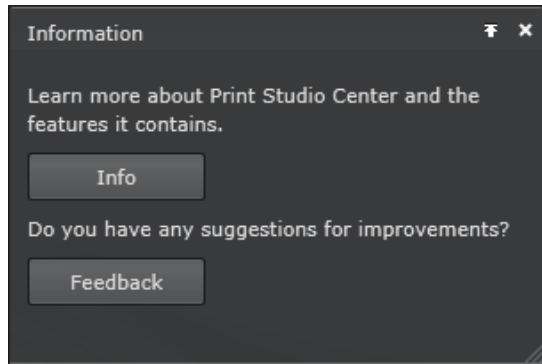 Information
Learn more about Print Studio Center and the
features it contains.
Info
Do you have any suggestions for improvements?
Feedback